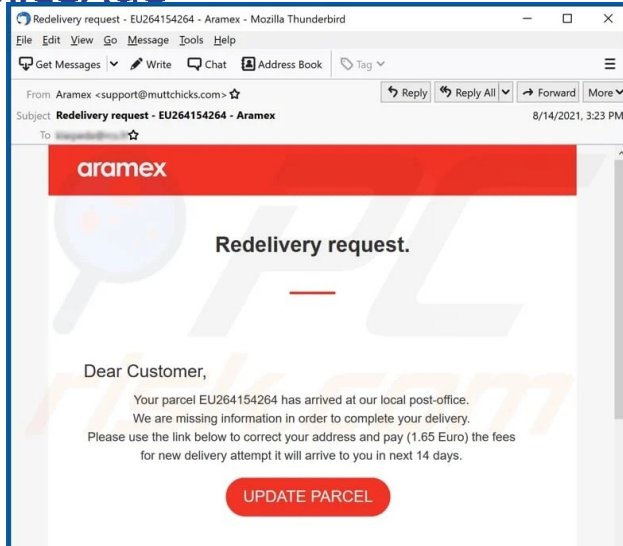 Redelivery request - EU264154264 - Aramex - Mozilla Thunderbird
File Edit View Go Message Tools Help
Get Messages Write Chat Address Book Tag
From Aramex <support@muttchicks.com> Reply Reply All Forward More
Subject Redelivery request - EU264154264 - Aramex 8/14/2021, 3:23 PM
To
aramex
Redelivery request.
Dear Customer,
Your parcel EU264154264 has arrived at our local post-office.
We are missing information in order to complete your delivery.
Please use the link below to correct your address and pay (1.65 Euro) the fees
for new delivery attempt it will arrive to you in next 14 days.
UPDATE PARCEL
PC
risk.com